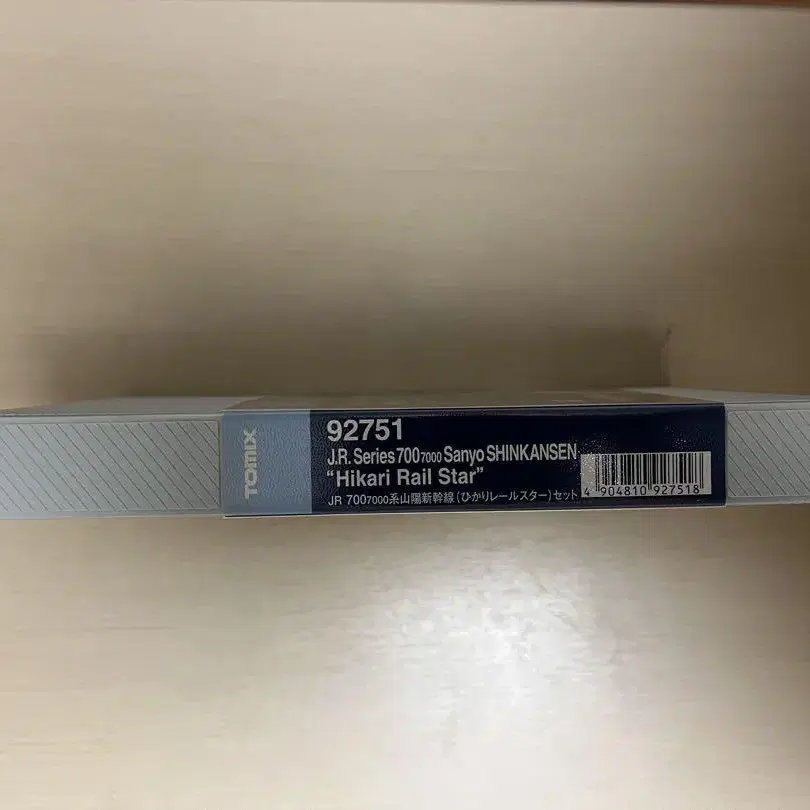 TOMIX
92751
J.R. Series 700 7000 Sanyo SHINKANSEN
"Hikari Rail Star"
JR 700 7000系山陽新幹線(ひかりレールスター)セット
4 904810 927518